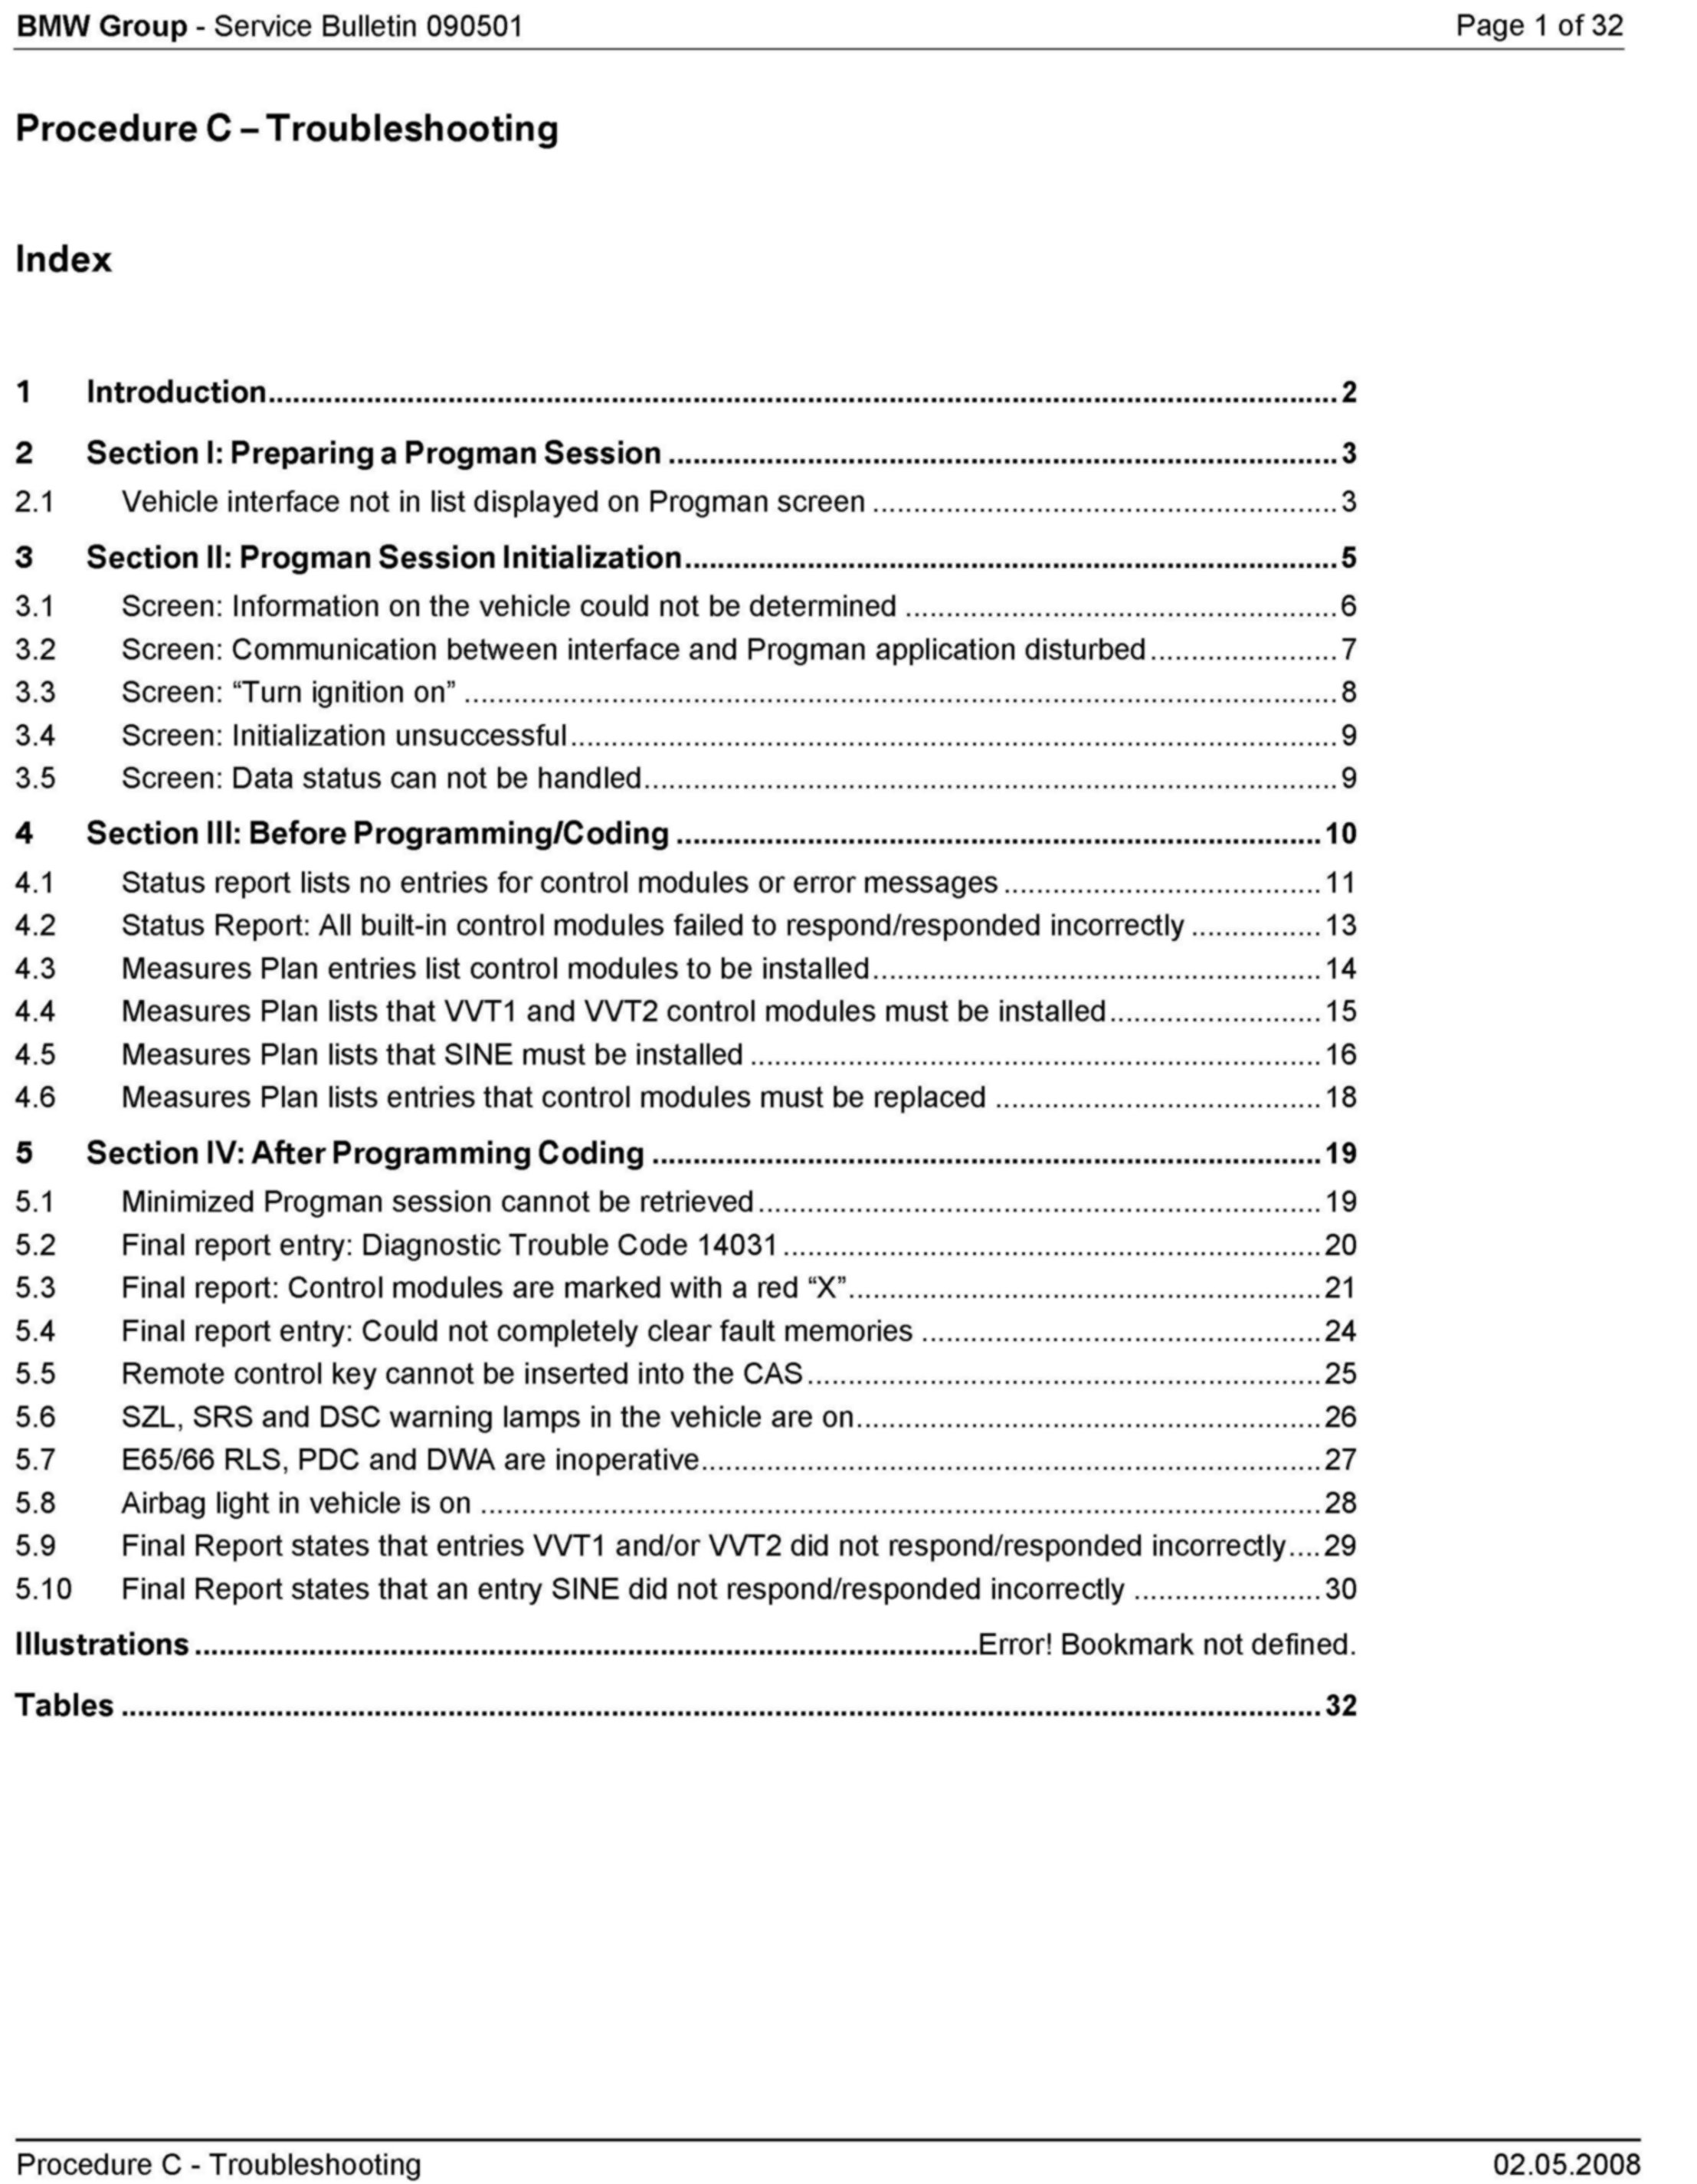 BMW Group - Service Bulletin 090501 Page 1 of 32
Procedure C – Troubleshooting
Index
1 Introduction 2
2 Section I: Preparing a Progman Session 3
2.1 Vehicle interface not in list displayed on Progman screen 3
3 Section II: Progman Session Initialization 5
3.1 Screen: Information on the vehicle could not be determined 6
3.2 Screen: Communication between interface and Progman application disturbed 7
3.3 Screen: “Turn ignition on” 8
3.4 Screen: Initialization unsuccessful 9
3.5 Screen: Data status can not be handled 9
4 Section III: Before Programming/Coding 10
4.1 Status report lists no entries for control modules or error messages 11
4.2 Status Report: All built-in control modules failed to respond/responded incorrectly 13
4.3 Measures Plan entries list control modules to be installed 14
4.4 Measures Plan lists that VVT1 and VVT2 control modules must be installed 15
4.5 Measures Plan lists that SINE must be installed 16
4.6 Measures Plan lists entries that control modules must be replaced 18
5 Section IV: After Programming Coding 19
5.1 Minimized Progman session cannot be retrieved 19
5.2 Final report entry: Diagnostic Trouble Code 14031 20
5.3 Final report: Control modules are marked with a red “X” 21
5.4 Final report entry: Could not completely clear fault memories 24
5.5 Remote control key cannot be inserted into the CAS 25
5.6 SZL, SRS and DSC warning lamps in the vehicle are on 26
5.7 E65/66 RLS, PDC and DWA are inoperative 27
5.8 Airbag light in vehicle is on 28
5.9 Final Report states that entries VVT1 and/or VVT2 did not respond/responded incorrectly 29
5.10 Final Report states that an entry SINE did not respond/responded incorrectly 30
Illustrations Error! Bookmark not defined.
Tables 32
Procedure C - Troubleshooting 02.05.2008